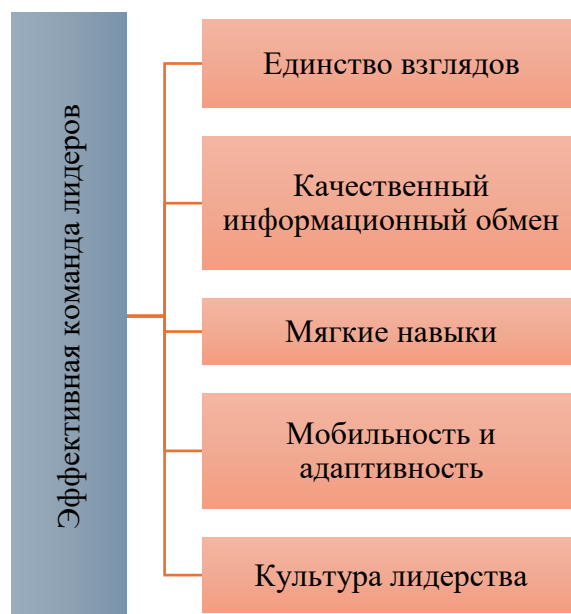 Эффективная команда лидеров
Единство взглядов
Качественный
информационный обмен
Мягкие навыки
Мобильность и
адаптивность
Культура лидерства